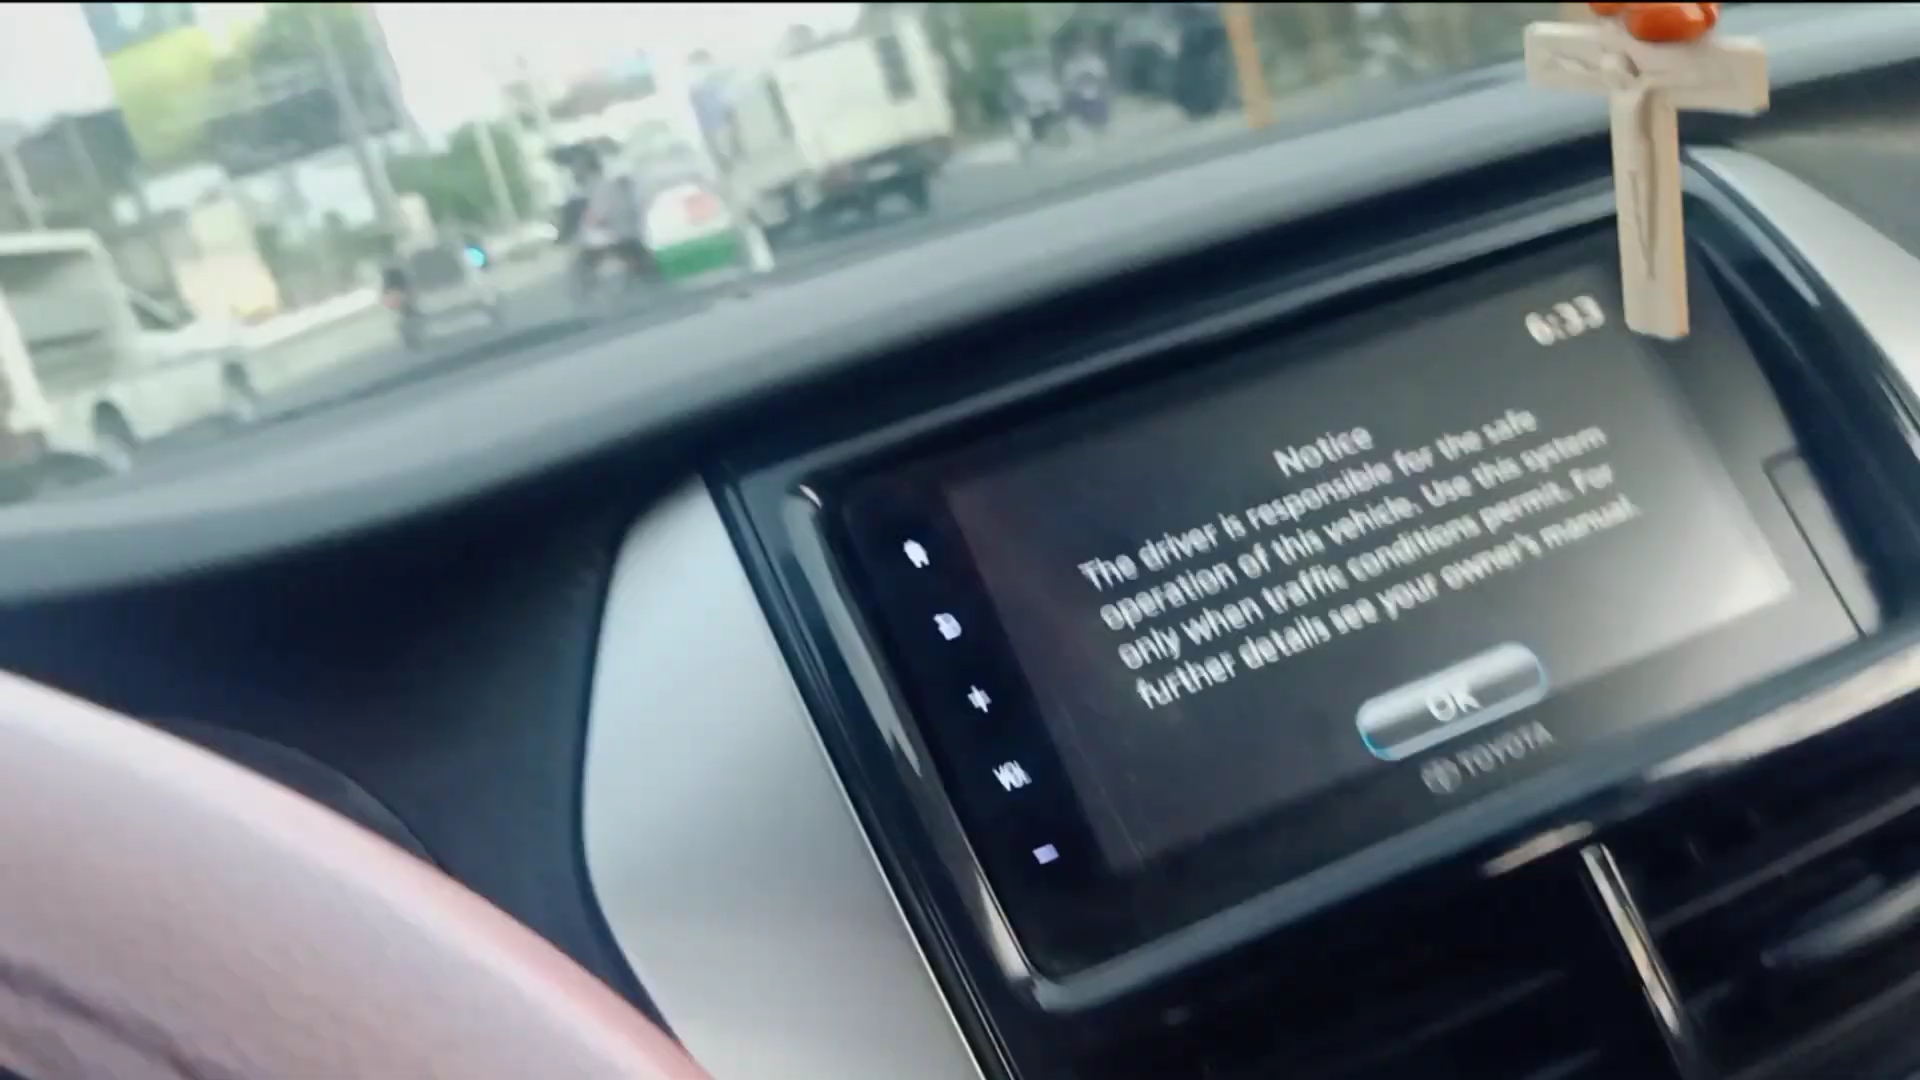 6:33
Notice
The driver is responsible for the safe
operation of this vehicle. Use this system
only when traffic conditions permit. For
further details see your owner's manual.
OK
TOYOTA
VOL